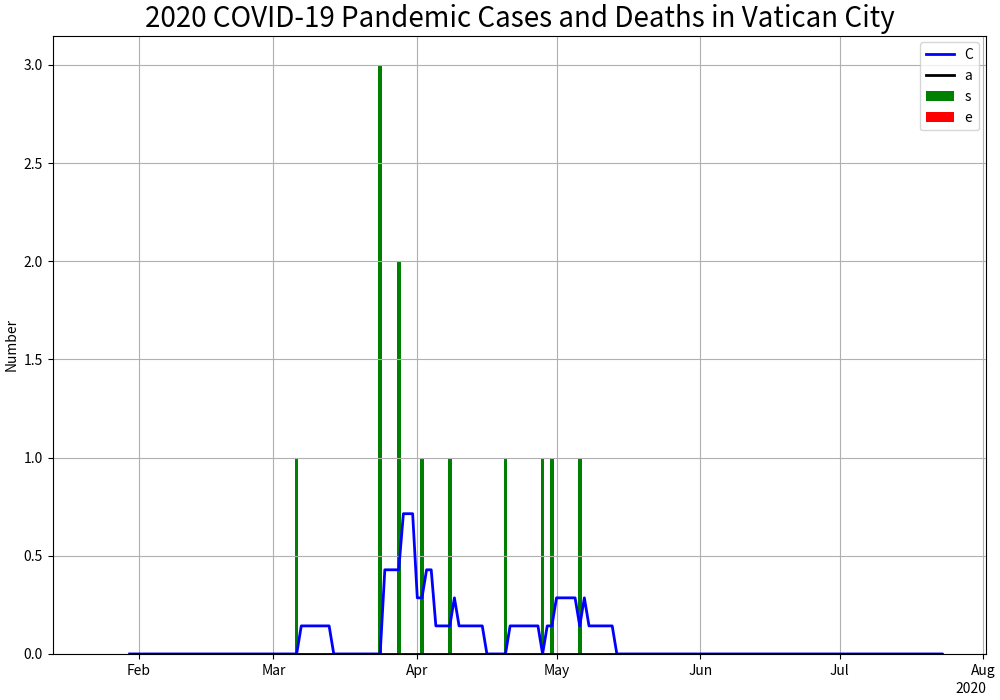 2020 COVID-19 Pandemic Cases and Deaths in Vatican City
C
a
s
e
3.0
2.5
2.0
1.5
1.0
0.5
0.0
Number
Feb Mar Apr May Jun Jul Aug
2020